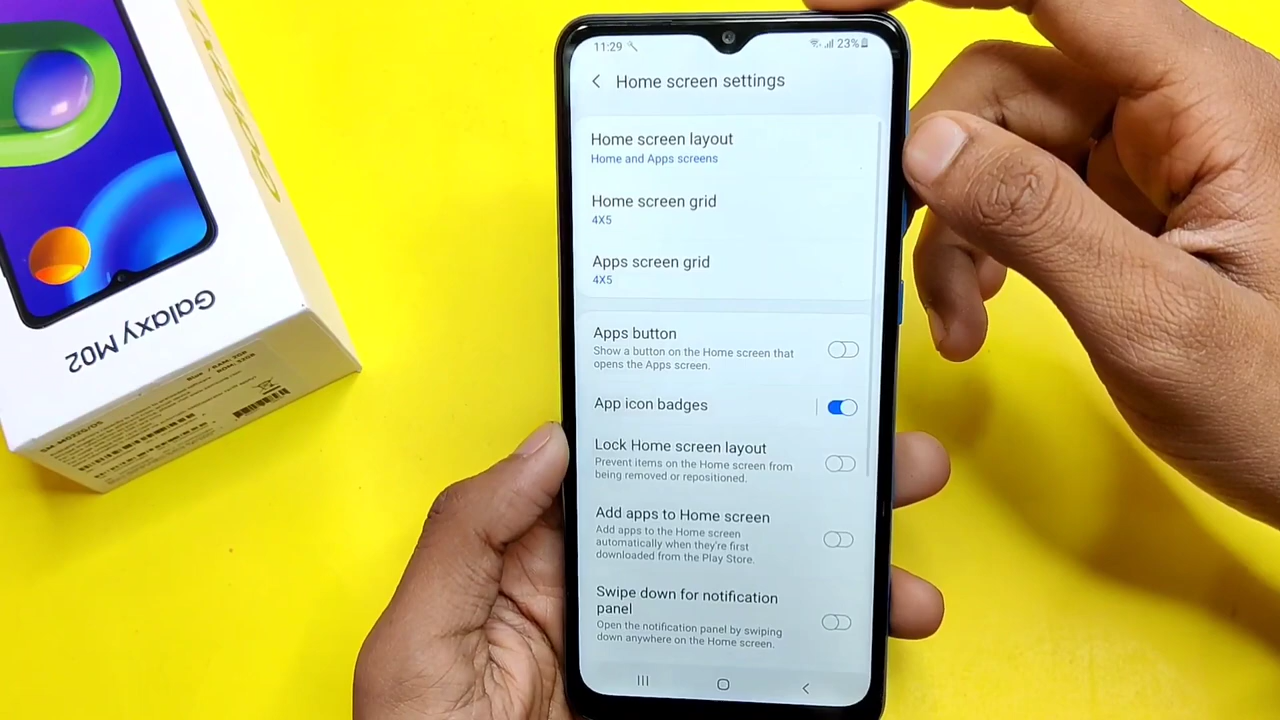 11:29
23%
Home screen settings
Home screen layout
Home and Apps screens
Home screen grid
4X5
Apps screen grid
4X5
Apps button
Show a button on the Home screen that
opens the Apps screen.
App icon badges
Lock Home screen layout
Prevent items on the Home screen from
being removed or repositioned.
Add apps to Home screen
Add apps to the Home screen
automatically when they're first
downloaded from the Play Store.
Swipe down for notification
panel
Open the notification panel by swiping
down anywhere on the Home screen.
Galaxy M02